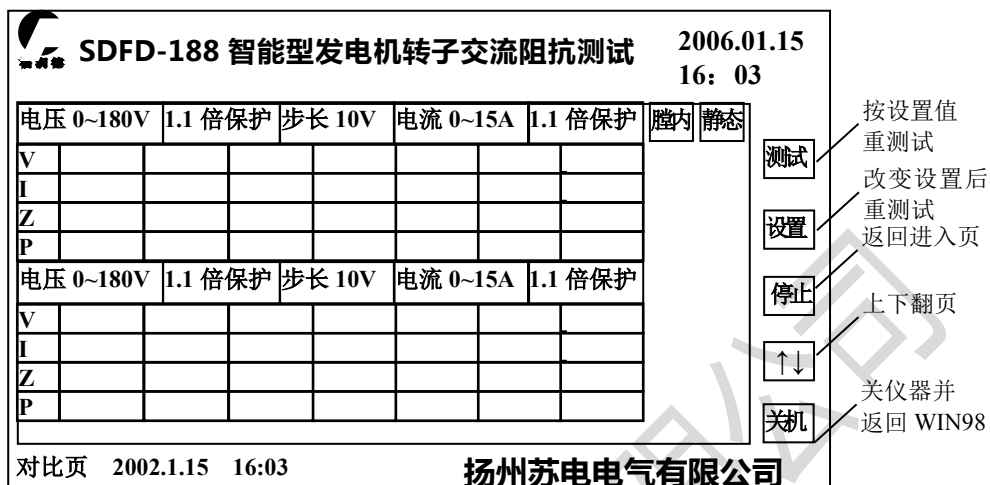 SDFD-188 智能型发电机转子交流阻抗测试
2006.01.15
16：03
电压 0~180V 1.1 倍保护 步长 10V 电流 0~15A 1.1 倍保护 膛内 静态
V
I
Z
P
电压 0~180V 1.1 倍保护 步长 10V 电流 0~15A 1.1 倍保护
V
I
Z
P
测试
设置
停止
↑↓
关机
按设置值
重测试
改变设置后
重测试
返回进入页
上下翻页
关仪器并
返回 WIN98
对比页 2002.1.15 16:03
扬州苏电电气有限公司